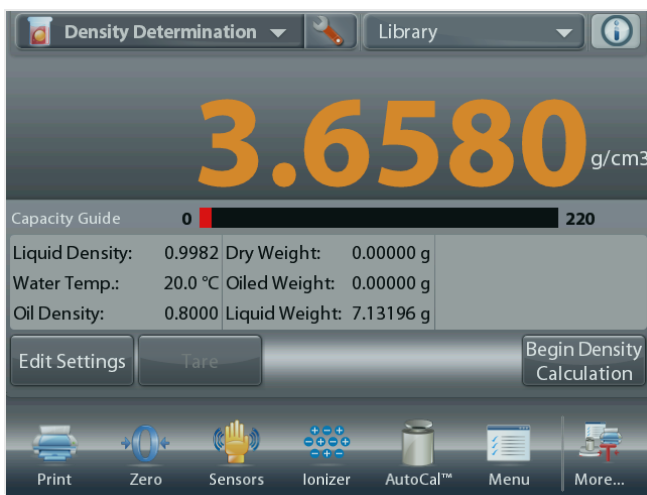 Density Determination
Library
3.6580 g/cm3
Capacity Guide 0 220
Liquid Density: 0.9982 Dry Weight: 0.00000 g
Water Temp.: 20.0 °C Oiled Weight: 0.00000 g
Oil Density: 0.8000 Liquid Weight: 7.13196 g
Edit Settings
Tare
Begin Density
Calculation
Print
Zero
Sensors
Ionizer
AutoCal™
Menu
More...